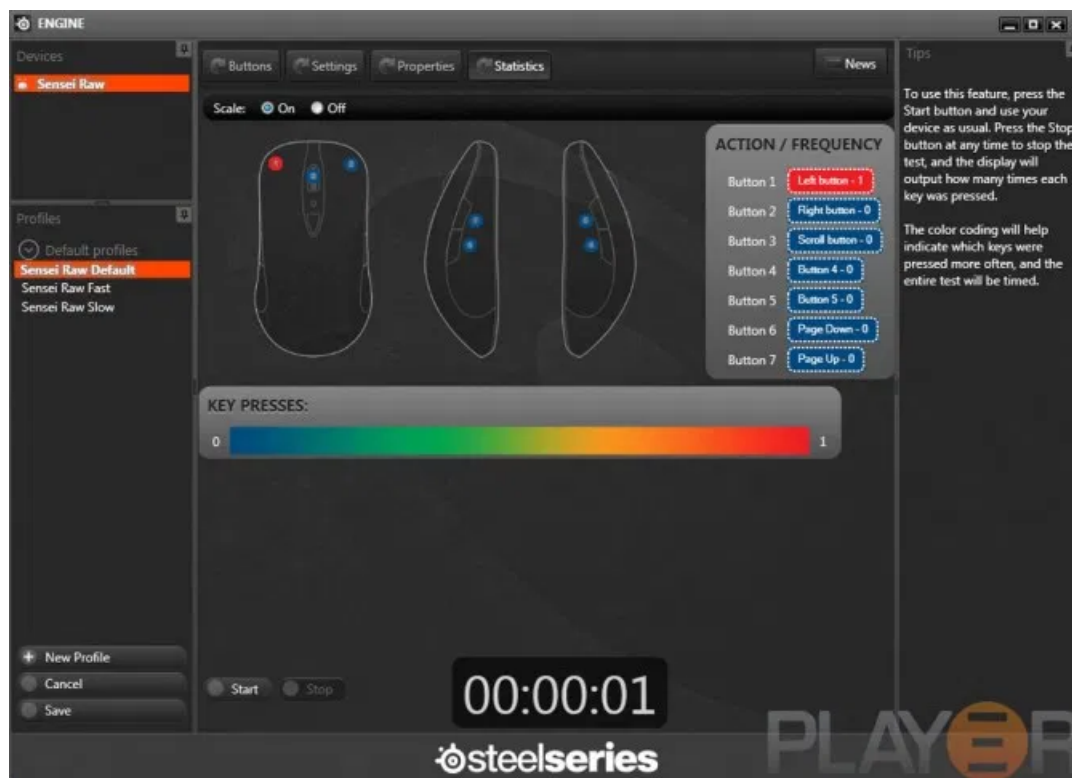 ENGINE
Devices
Sensei Raw
Profiles
Default profiles
Sensei Raw Default
Sensei Raw Fast
Sensei Raw Slow
New Profile
Cancel
Save
Buttons
Settings
Properties
Statistics
News
Scale:
On
Off
ACTION / FREQUENCY
Button 1 Left button - 1
Button 2 Right button - 0
Button 3 Scroll button - 0
Button 4 Button 4 - 0
Button 5 Button 5 - 0
Button 6 Page Down - 0
Button 7 Page Up - 0
KEY PRESSES:
0 1
Start
Stop
00:00:01
Tips
To use this feature, press the
Start button and use your
device as usual. Press the Stop
button at any time to stop the
test, and the display will
output how many times each
key was pressed.
The color coding will help
indicate which keys were
pressed more often, and the
entire test will be timed.
steelseries
PLAY3R